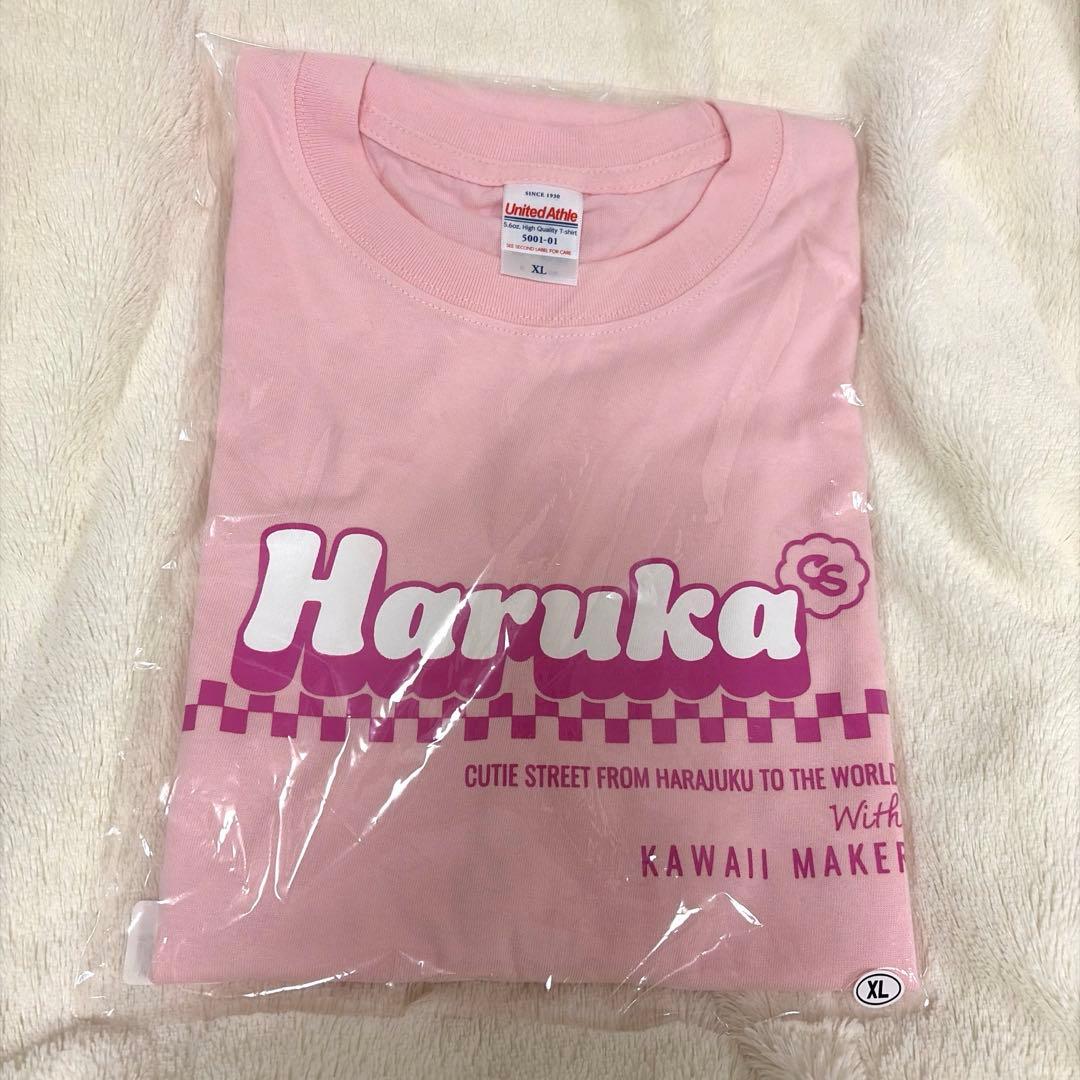 SINCE 1930
United Athle
5.6oz. High Quality T-shirt
5001-01
SEE SECOND LABEL FOR CARE
XL
Haruka
CS
CUTIE STREET FROM HARAJUKU TO THE WORLD
With
KAWAII MAKER
XL